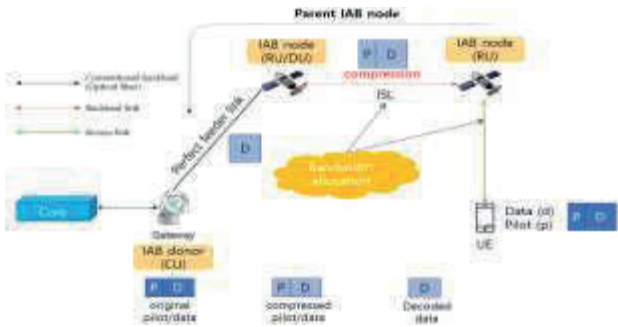 Parent IAB node
IAB node
(RU/DU)
P D
IAB node
(RU)
compression
Conventional backhaul
(Optical fiber)
Backhaul link
Access link
ISL
Perfect feeder link
D
Bandwidth
allocation
Core
Gateway
Data (d)
Pilot (p)
P D
UE
IAB donor
(CU)
P D
P D
D
original
pilot/data
compressed
pilot/data
Decoded
data